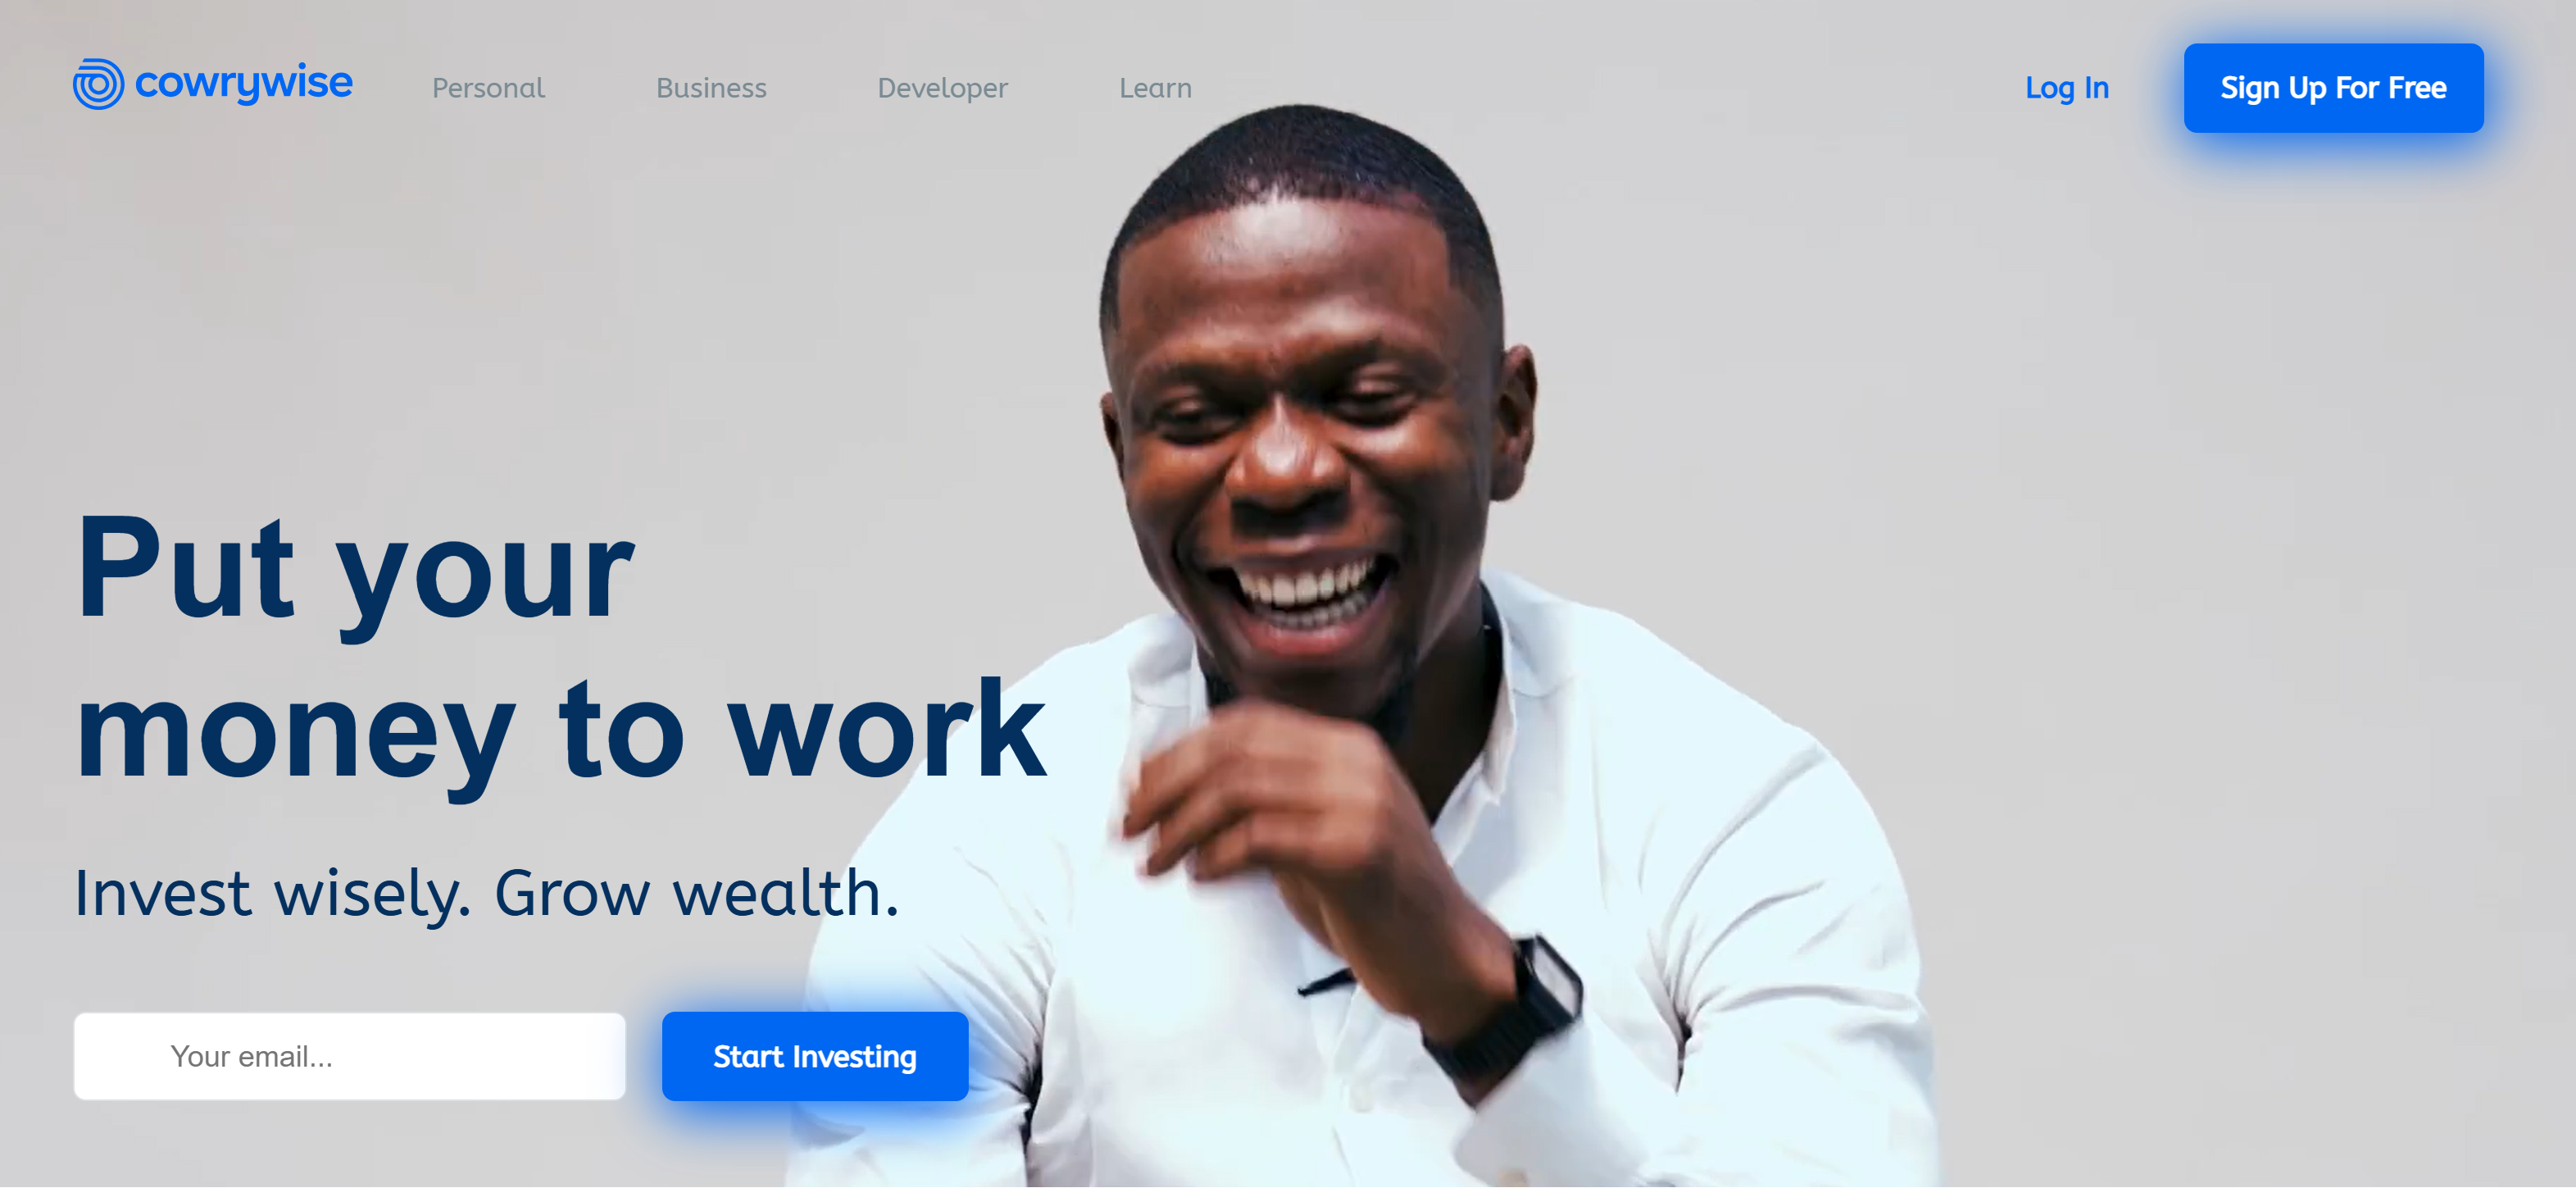 cowrywise
Personal
Business
Developer
Learn
Log In
Sign Up For Free
Put your
money to work
Invest wisely. Grow wealth.
Your email...
Start Investing